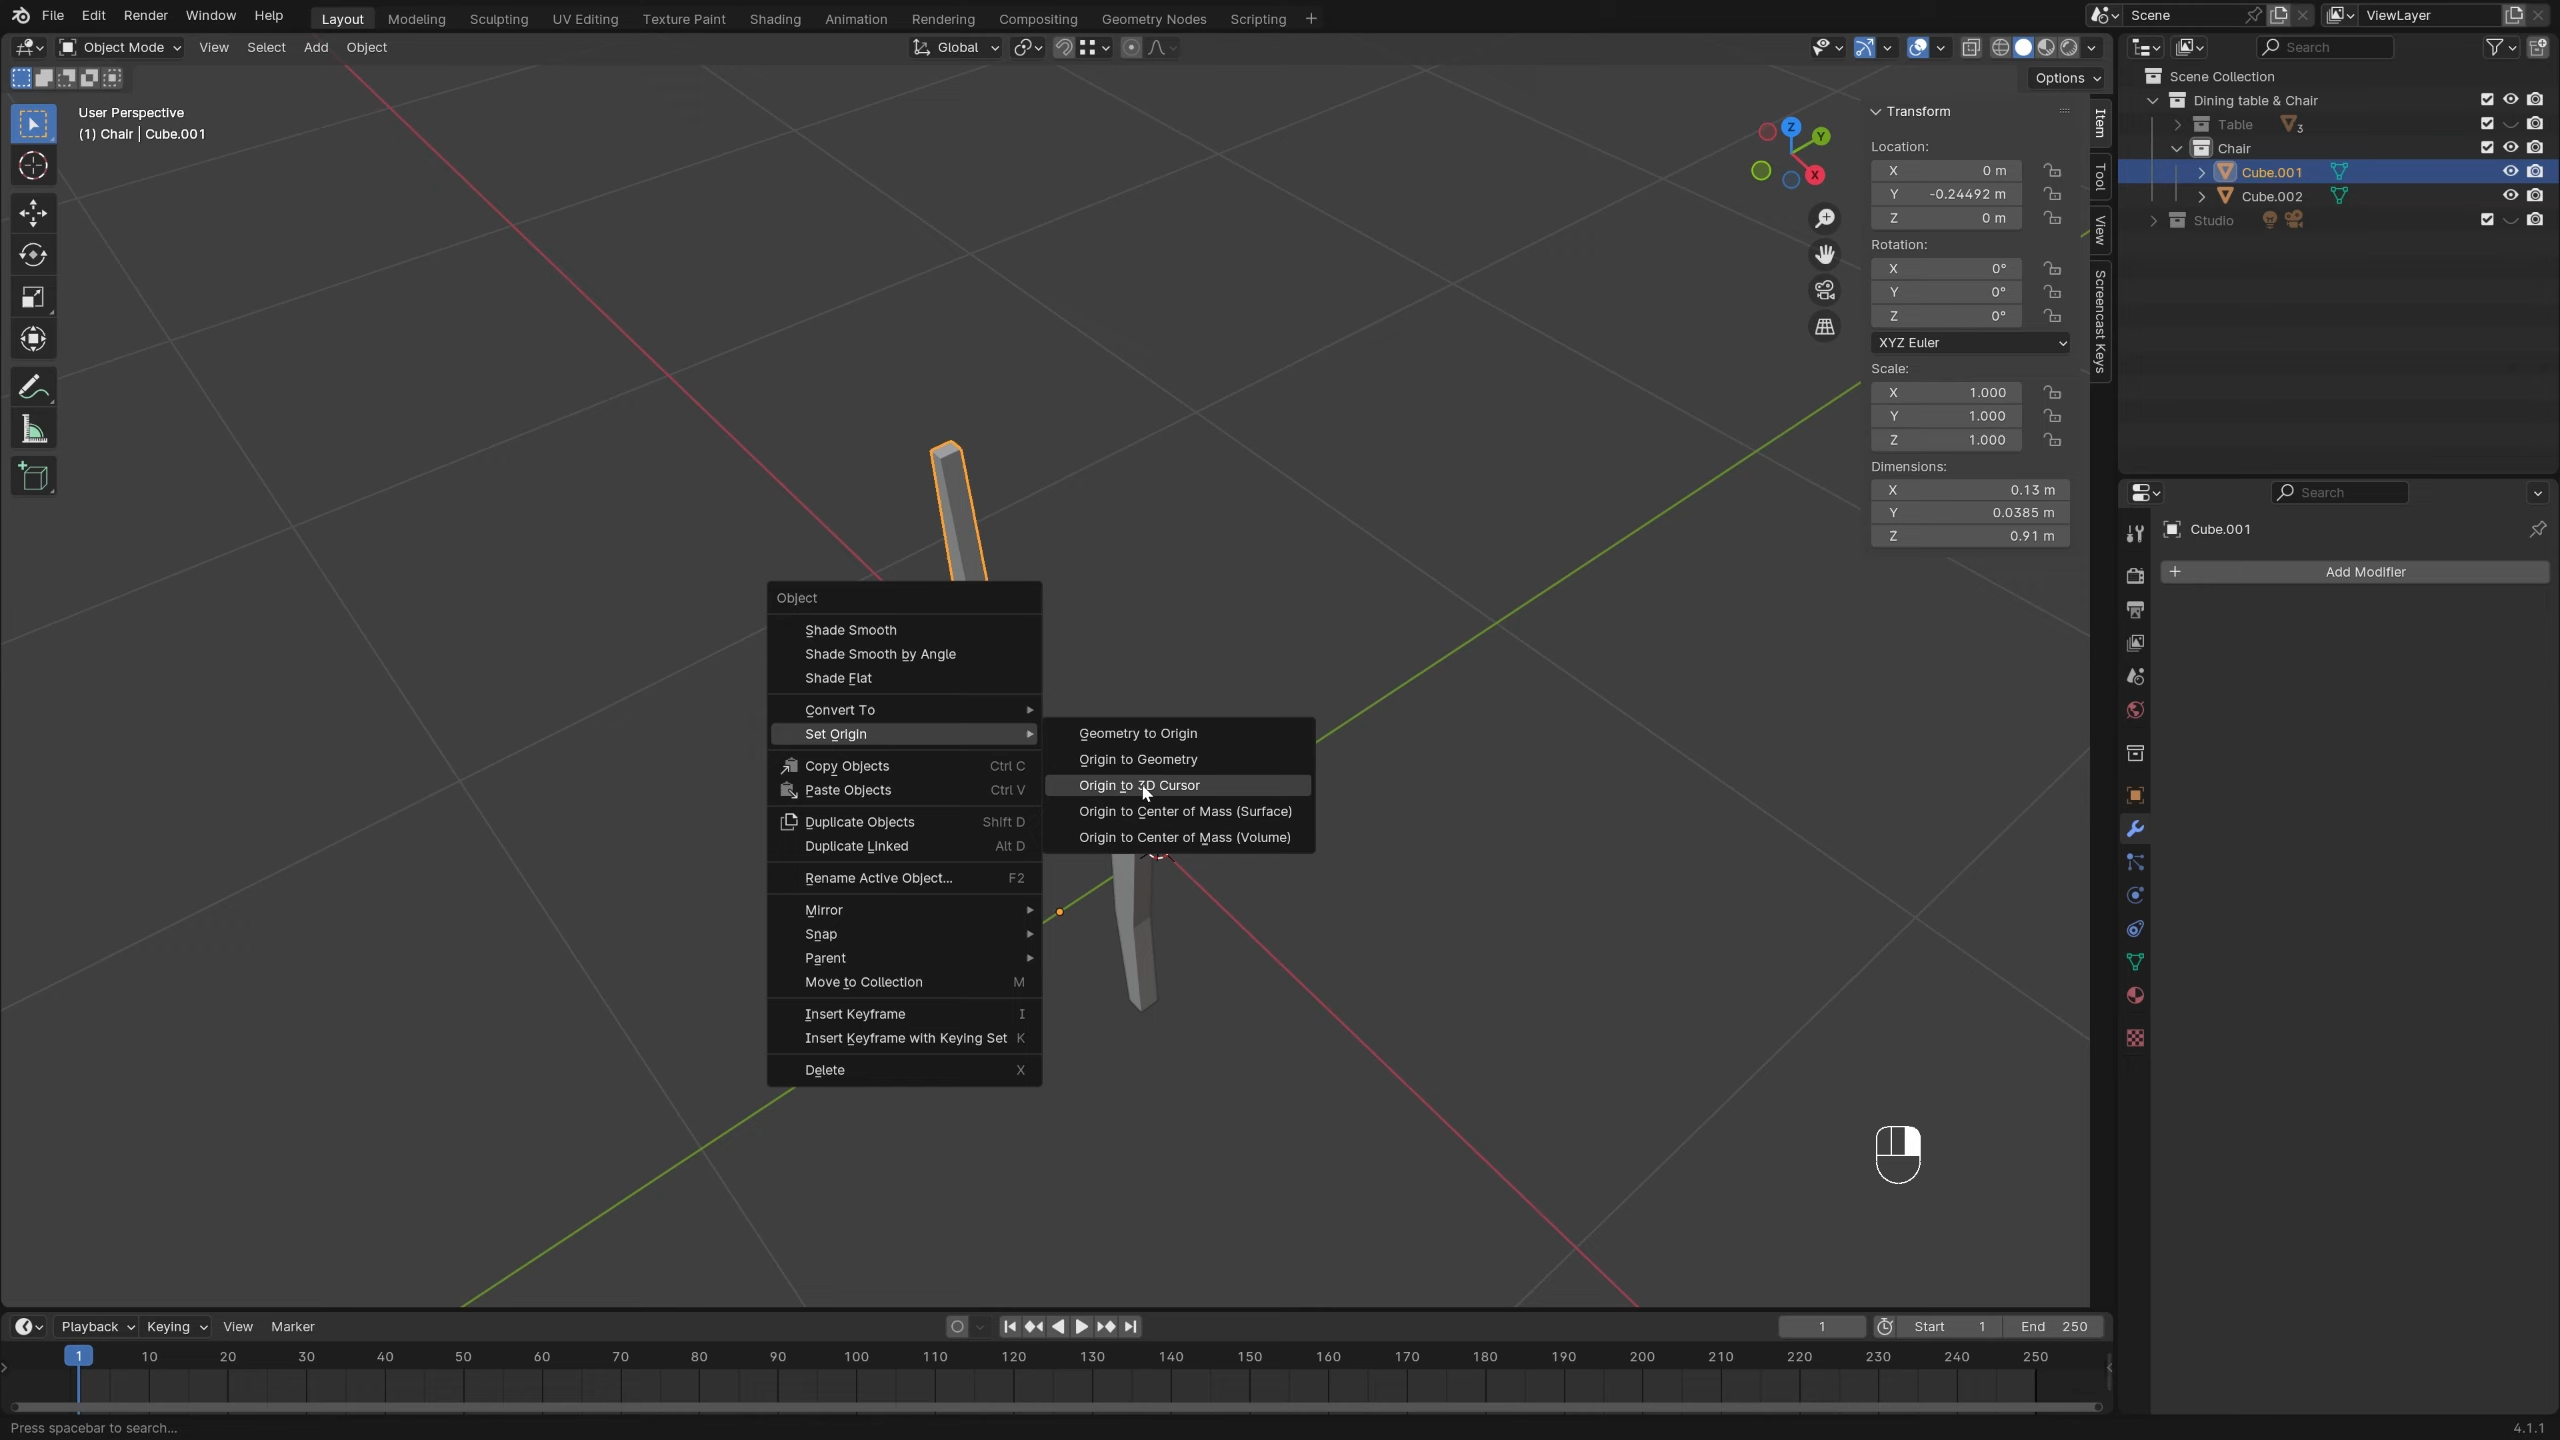 File Edit Render Window Help Layout Modeling Sculpting UV Editing Texture Paint Shading Animation Rendering Compositing Geometry Nodes Scripting + Scene ViewLayer
Object Mode View Select Add Object Global Search
Options
User Perspective
(1) Chair | Cube.001
Z
Y
X
Transform
Location:
X 0 m
Y -0.24492 m
Z 0 m
Rotation:
X 0°
Y 0°
Z 0°
XYZ Euler
Scale:
X 1.000
Y 1.000
Z 1.000
Dimensions:
X 0.13 m
Y 0.0385 m
Z 0.91 m
Item
Tool
View
Screencast Keys
Scene Collection
Dining table & Chair
Table 3
Chair
Cube.001
Cube.002
Studio
Search
Cube.001
+ Add Modifier
Object
Shade Smooth
Shade Smooth by Angle
Shade Flat
Convert To
Set Origin
Copy Objects Ctrl C
Paste Objects Ctrl V
Duplicate Objects Shift D
Duplicate Linked Alt D
Rename Active Object... F2
Mirror
Snap
Parent
Move to Collection M
Insert Keyframe I
Insert Keyframe with Keying Set K
Delete X
Geometry to Origin
Origin to Geometry
Origin to 3D Cursor
Origin to Center of Mass (Surface)
Origin to Center of Mass (Volume)
Playback Keying View Marker 1 Start 1 End 250
1 10 20 30 40 50 60 70 80 90 100 110 120 130 140 150 160 170 180 190 200 210 220 230 240 250
Press spacebar to search... 4.1.1